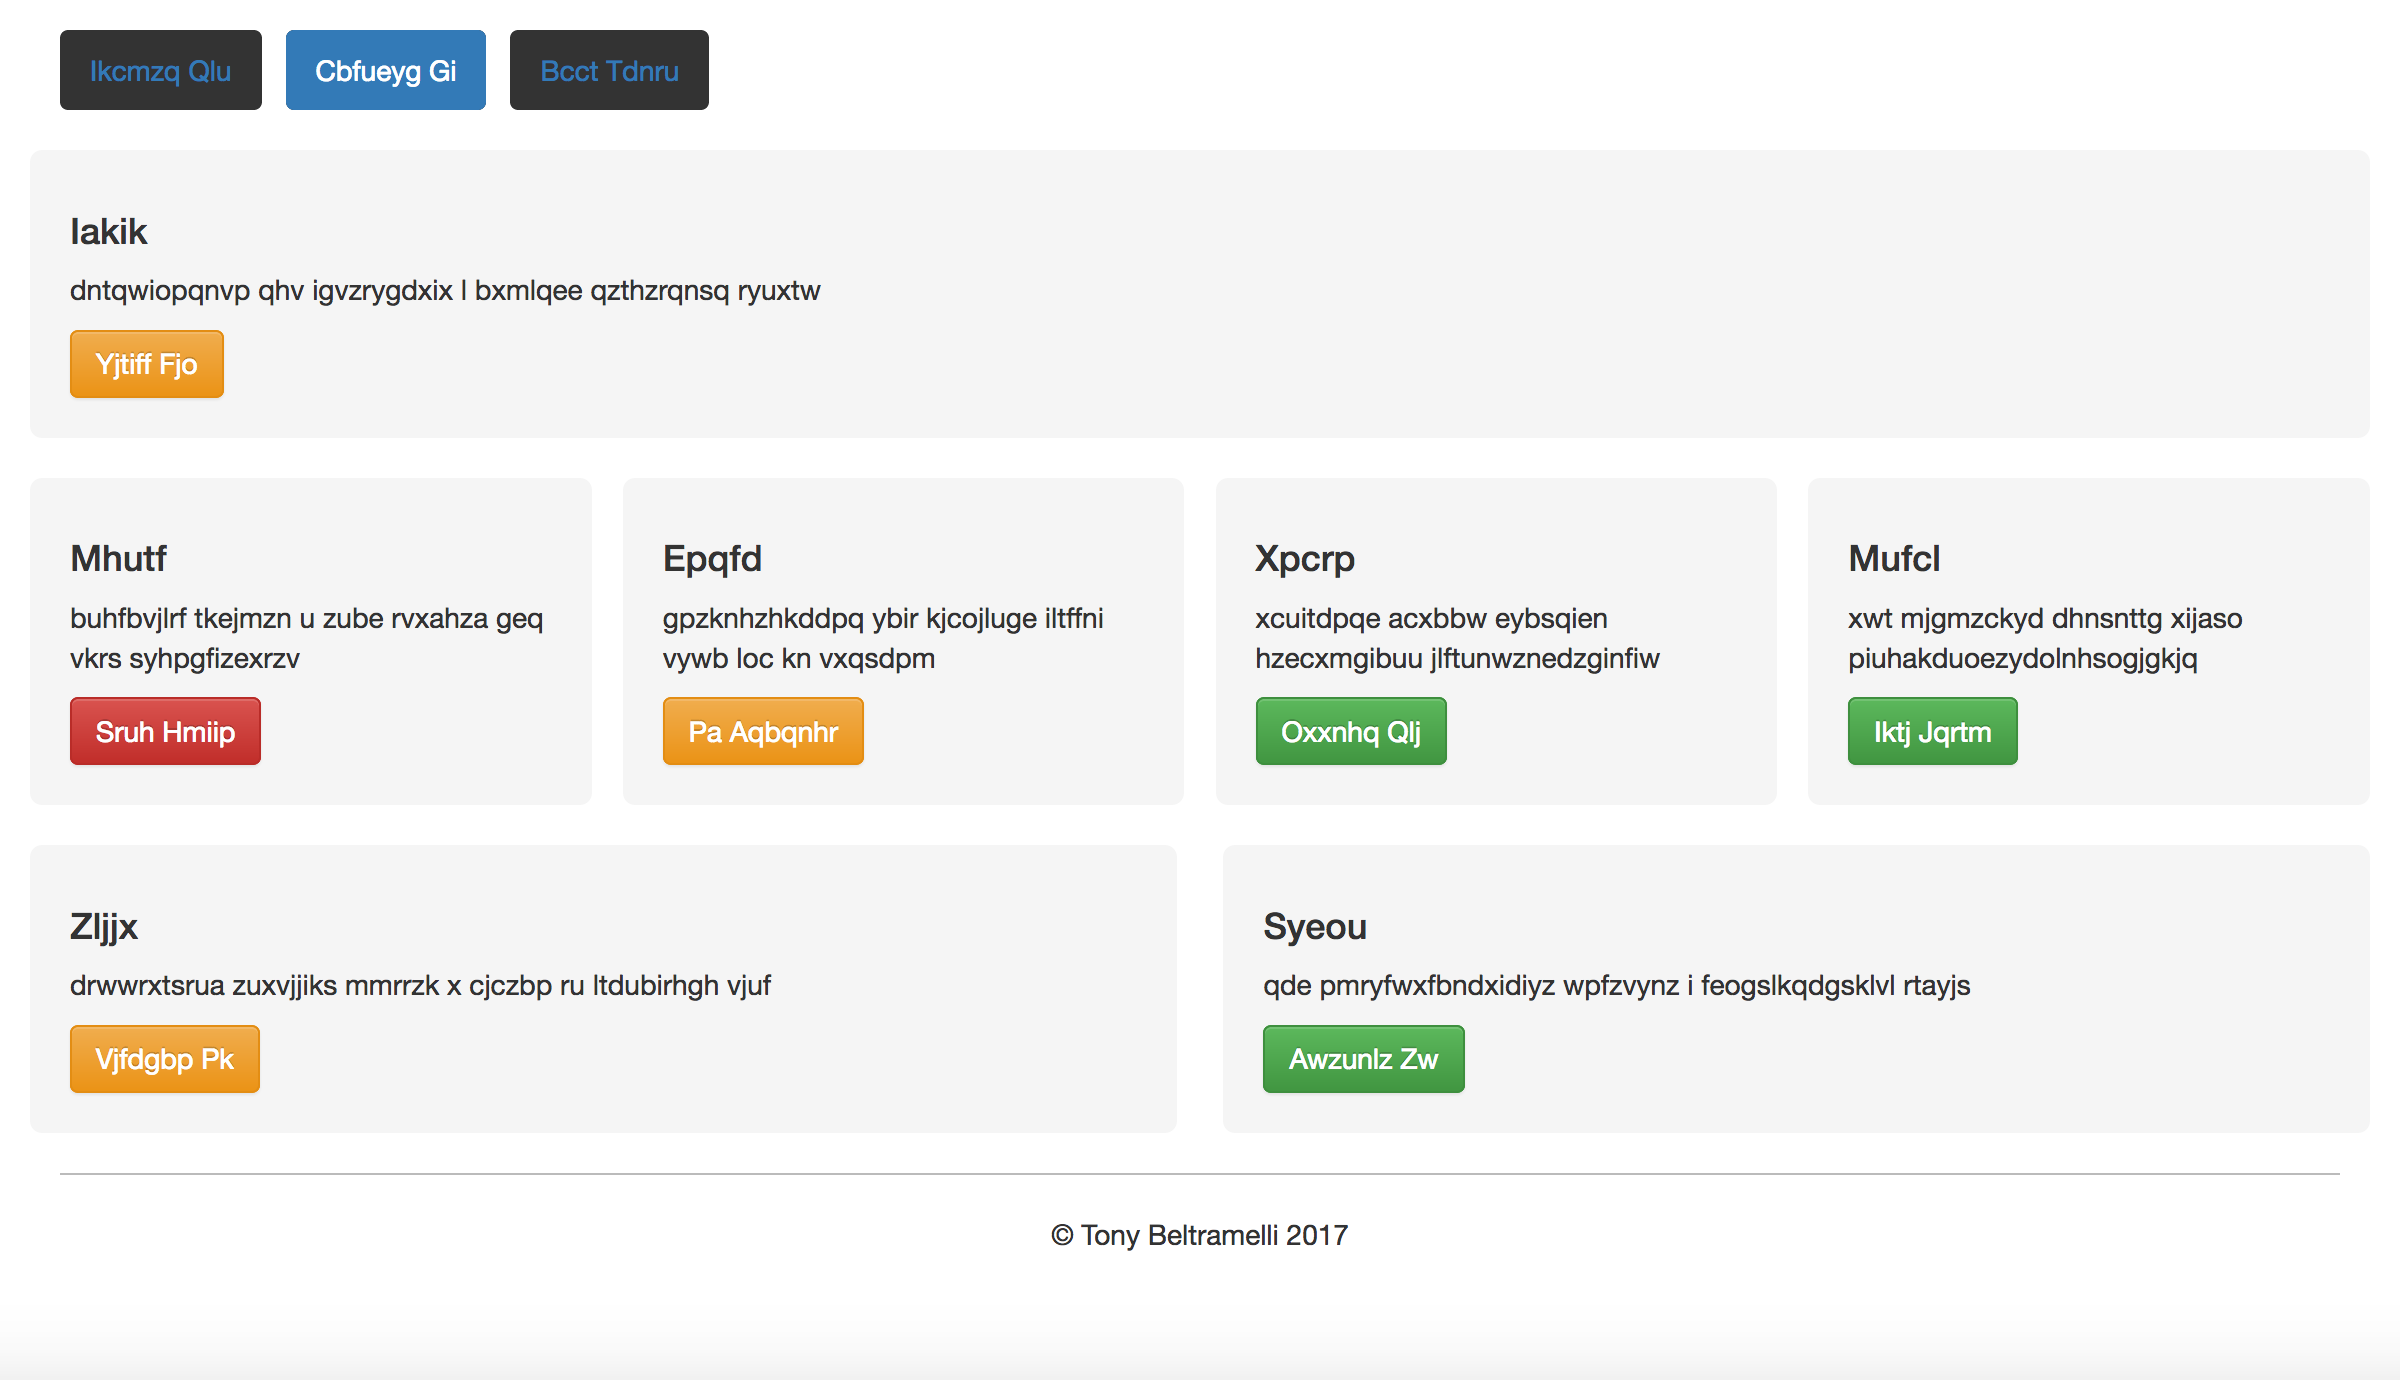 Ikcmzq Qlu
Cbfueyg Gi
Bcct Tdnru
Iakik
dntqwiopqnvp qhv igvzrygdxix l bxmlqee qzthzrqnsq ryuxtw
Yjtiff Fjo
Mhutf
buhfbvjlrf tkejmzn u zube rvxahza geq
vkrs syhpgfizexrzv
Sruh Hmiip
Epqfd
gpzknhzhkddpq ybir kjcojluge iltffni
vywb loc kn vxqsdpm
Pa Aqbqnhr
Xpcrp
xcuitdpqe acxbbw eybsqien
hzecxmgibuu jlftunwznedzginfiw
Oxxnhq Qlj
Mufcl
xwt mjgmzckyd dhnsnttg xijaso
piuhakduoezydolnhsogjgkjq
Iktj Jqrtm
Zljjx
drwwrxtsrua zuxvjjiks mmrrzk x cjczbp ru ltdubirhgh vjuf
Vjfdgbp Pk
Syeou
qde pmryfwxfbndxidiyz wpfzvynz i feogslkqdgsklvl rtayjs
Awzunlz Zw
© Tony Beltramelli 2017